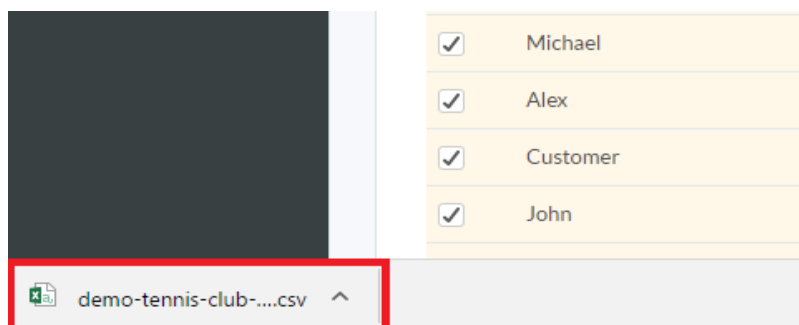 Michael
Alex
Customer
John
demo-tennis-club-....csv